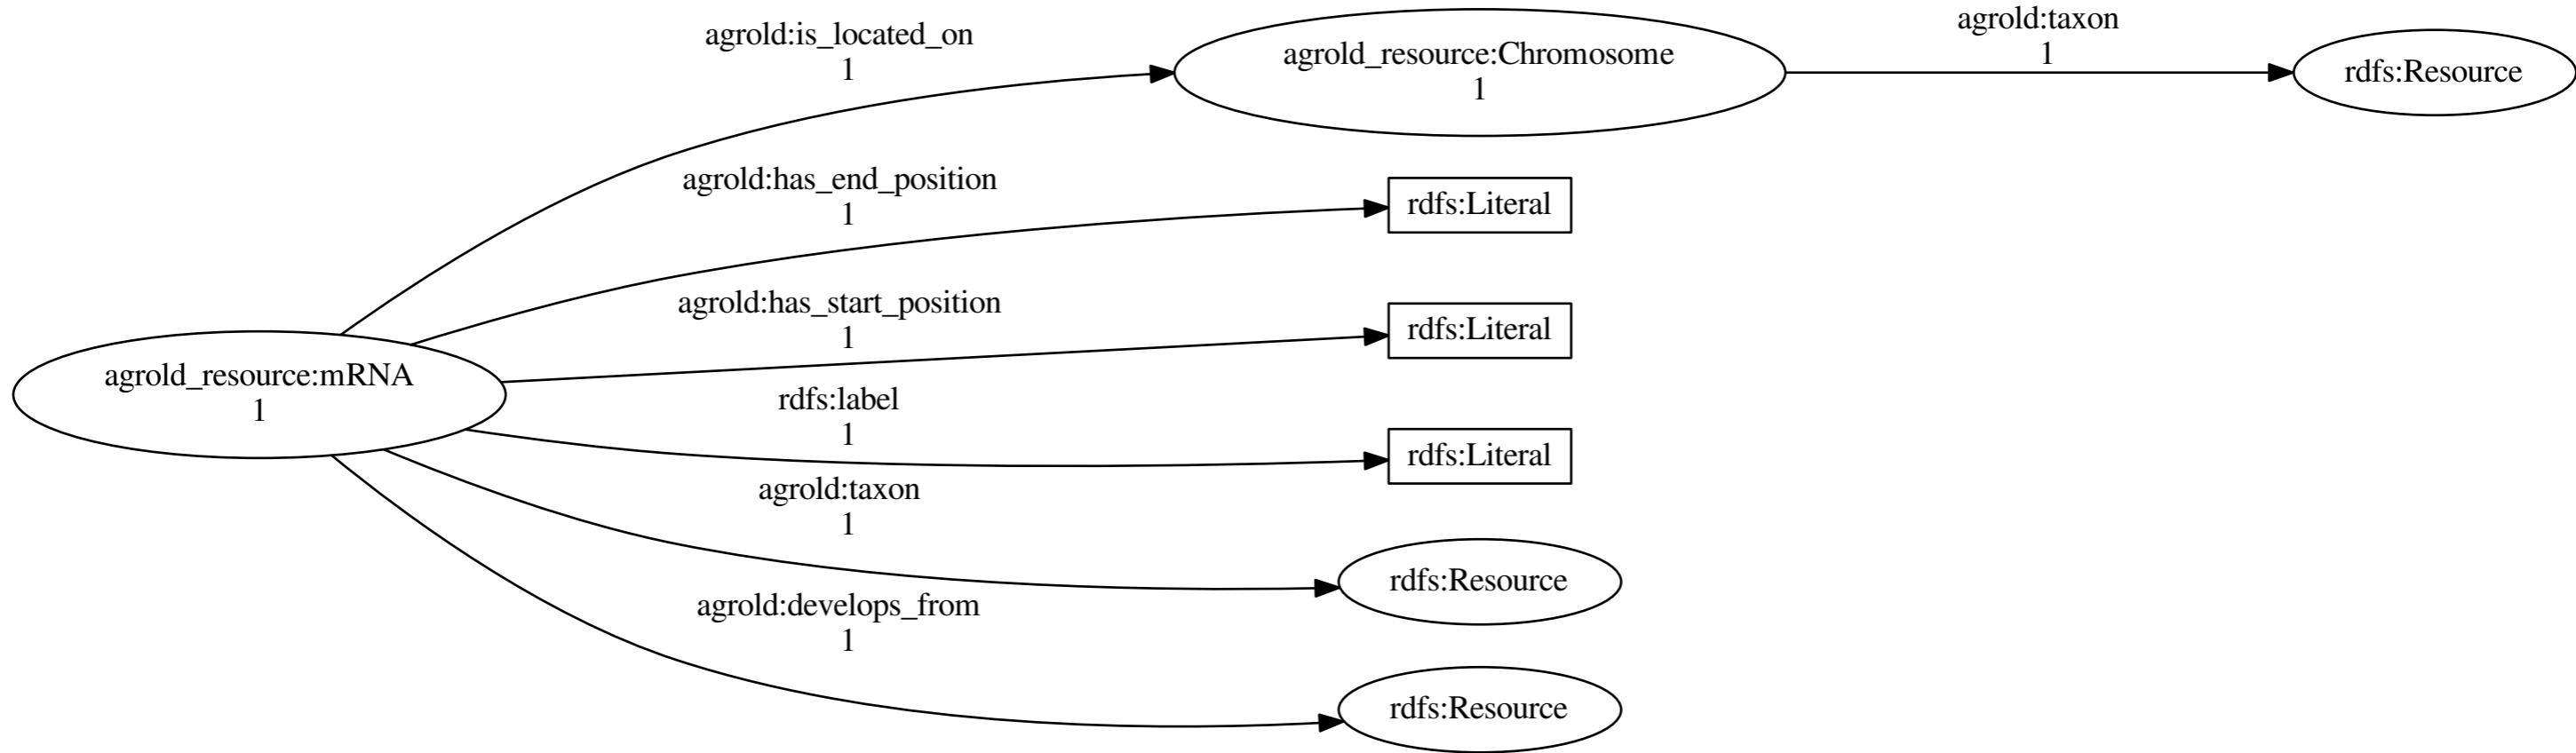 agrold:is_located_on
1
agrold_resource:Chromosome
1
agrold:taxon
1
rdfs:Resource
agrold:has_end_position
1
rdfs:Literal
agrold:has_start_position
1
rdfs:Literal
agrold_resource:mRNA
1
rdfs:label
1
rdfs:Literal
agrold:taxon
1
rdfs:Resource
agrold:develops_from
1
rdfs:Resource